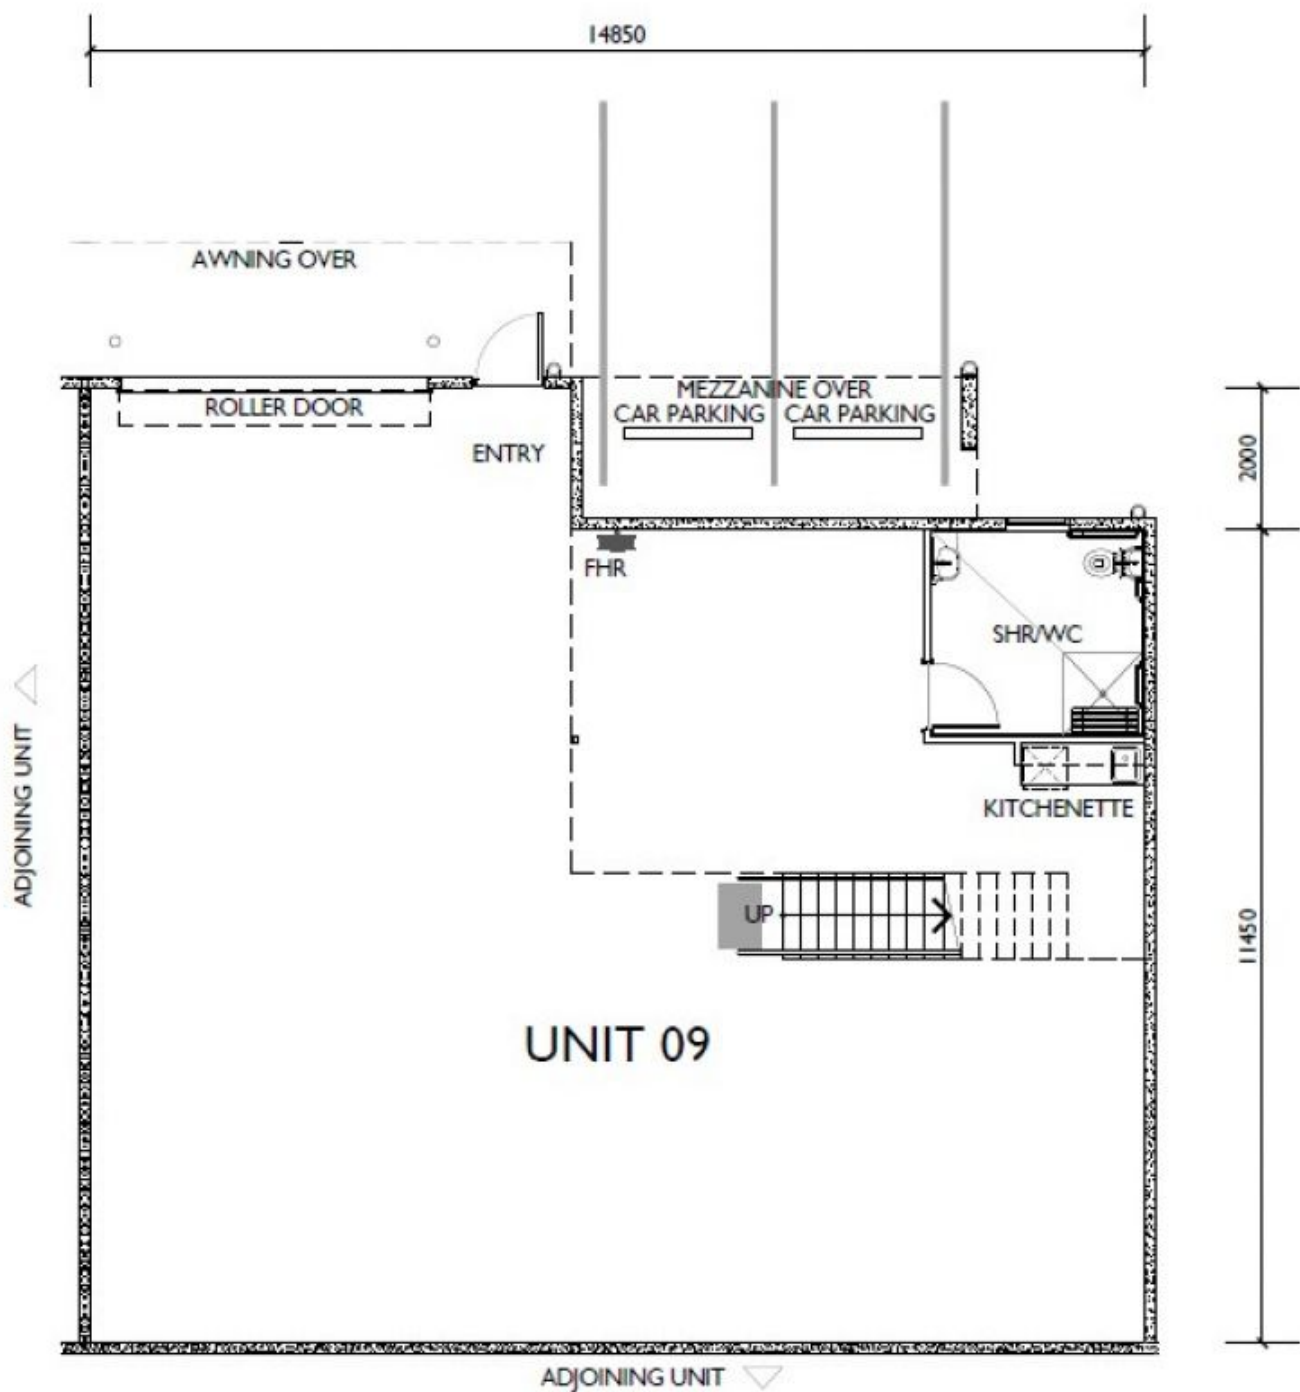 14850
AWNING OVER
MEZZANINE OVER
CAR PARKING CAR PARKING
ROLLER DOOR
ENTRY
2000
FHR
SHR/WC
ADJOINING UNIT
KITCHENETTE
UP
11450
UNIT 09
ADJOINING UNIT